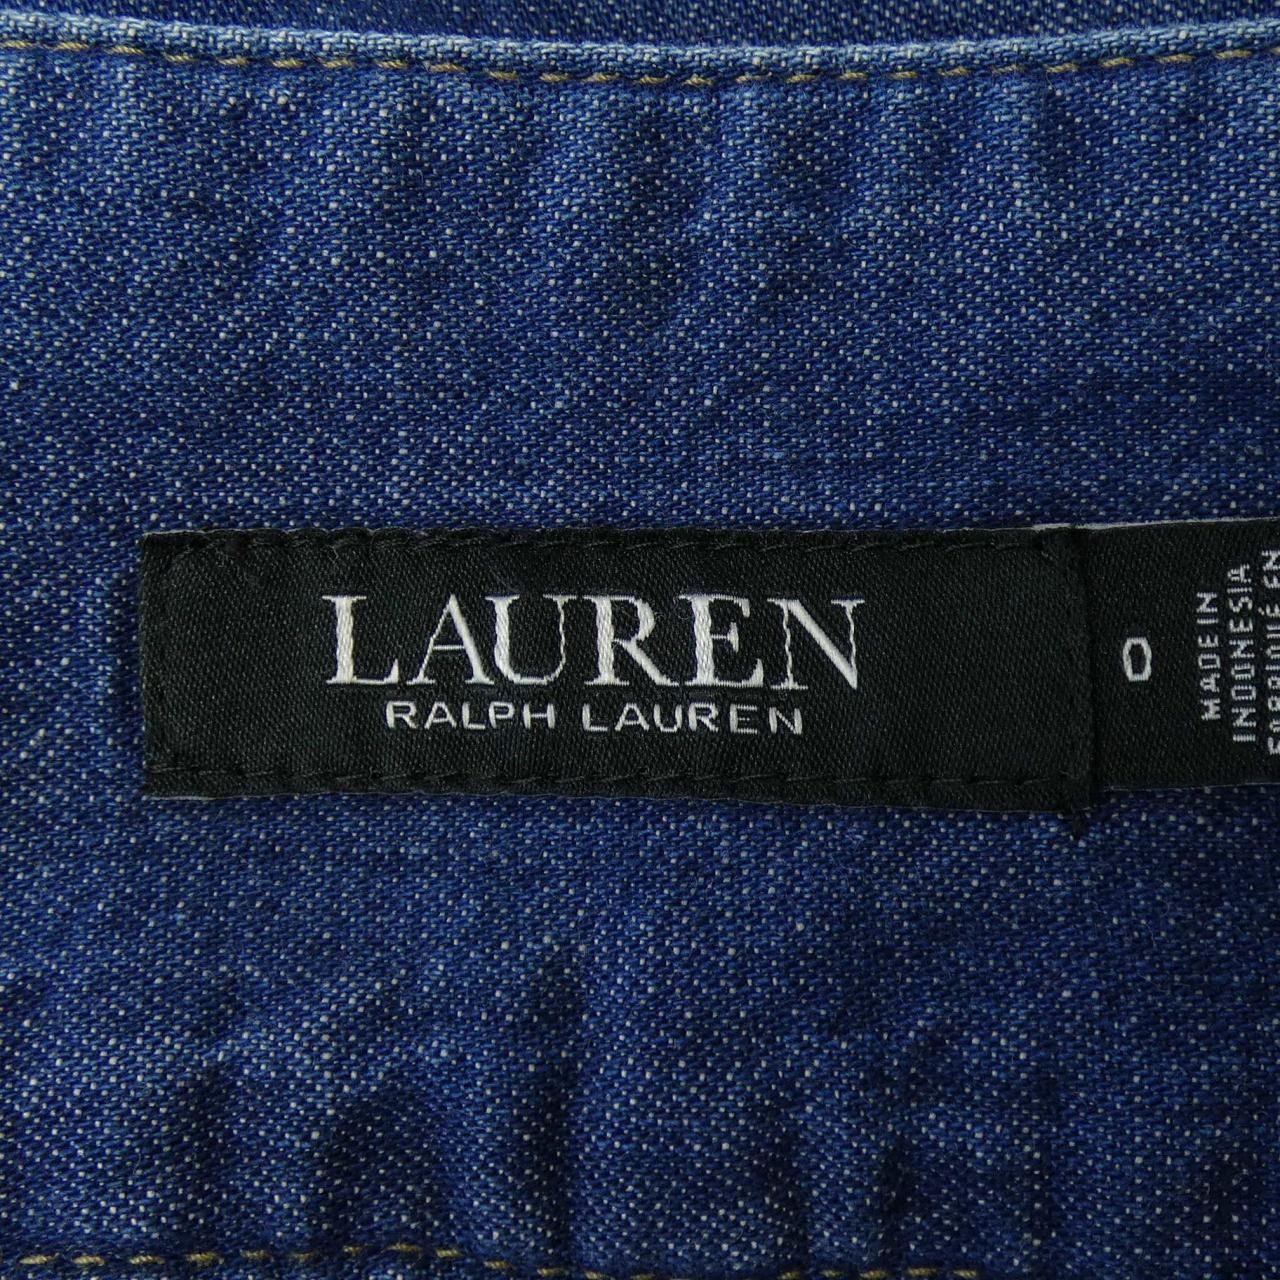 LAUREN
RALPH LAUREN
0
MADE IN
INDONESIA